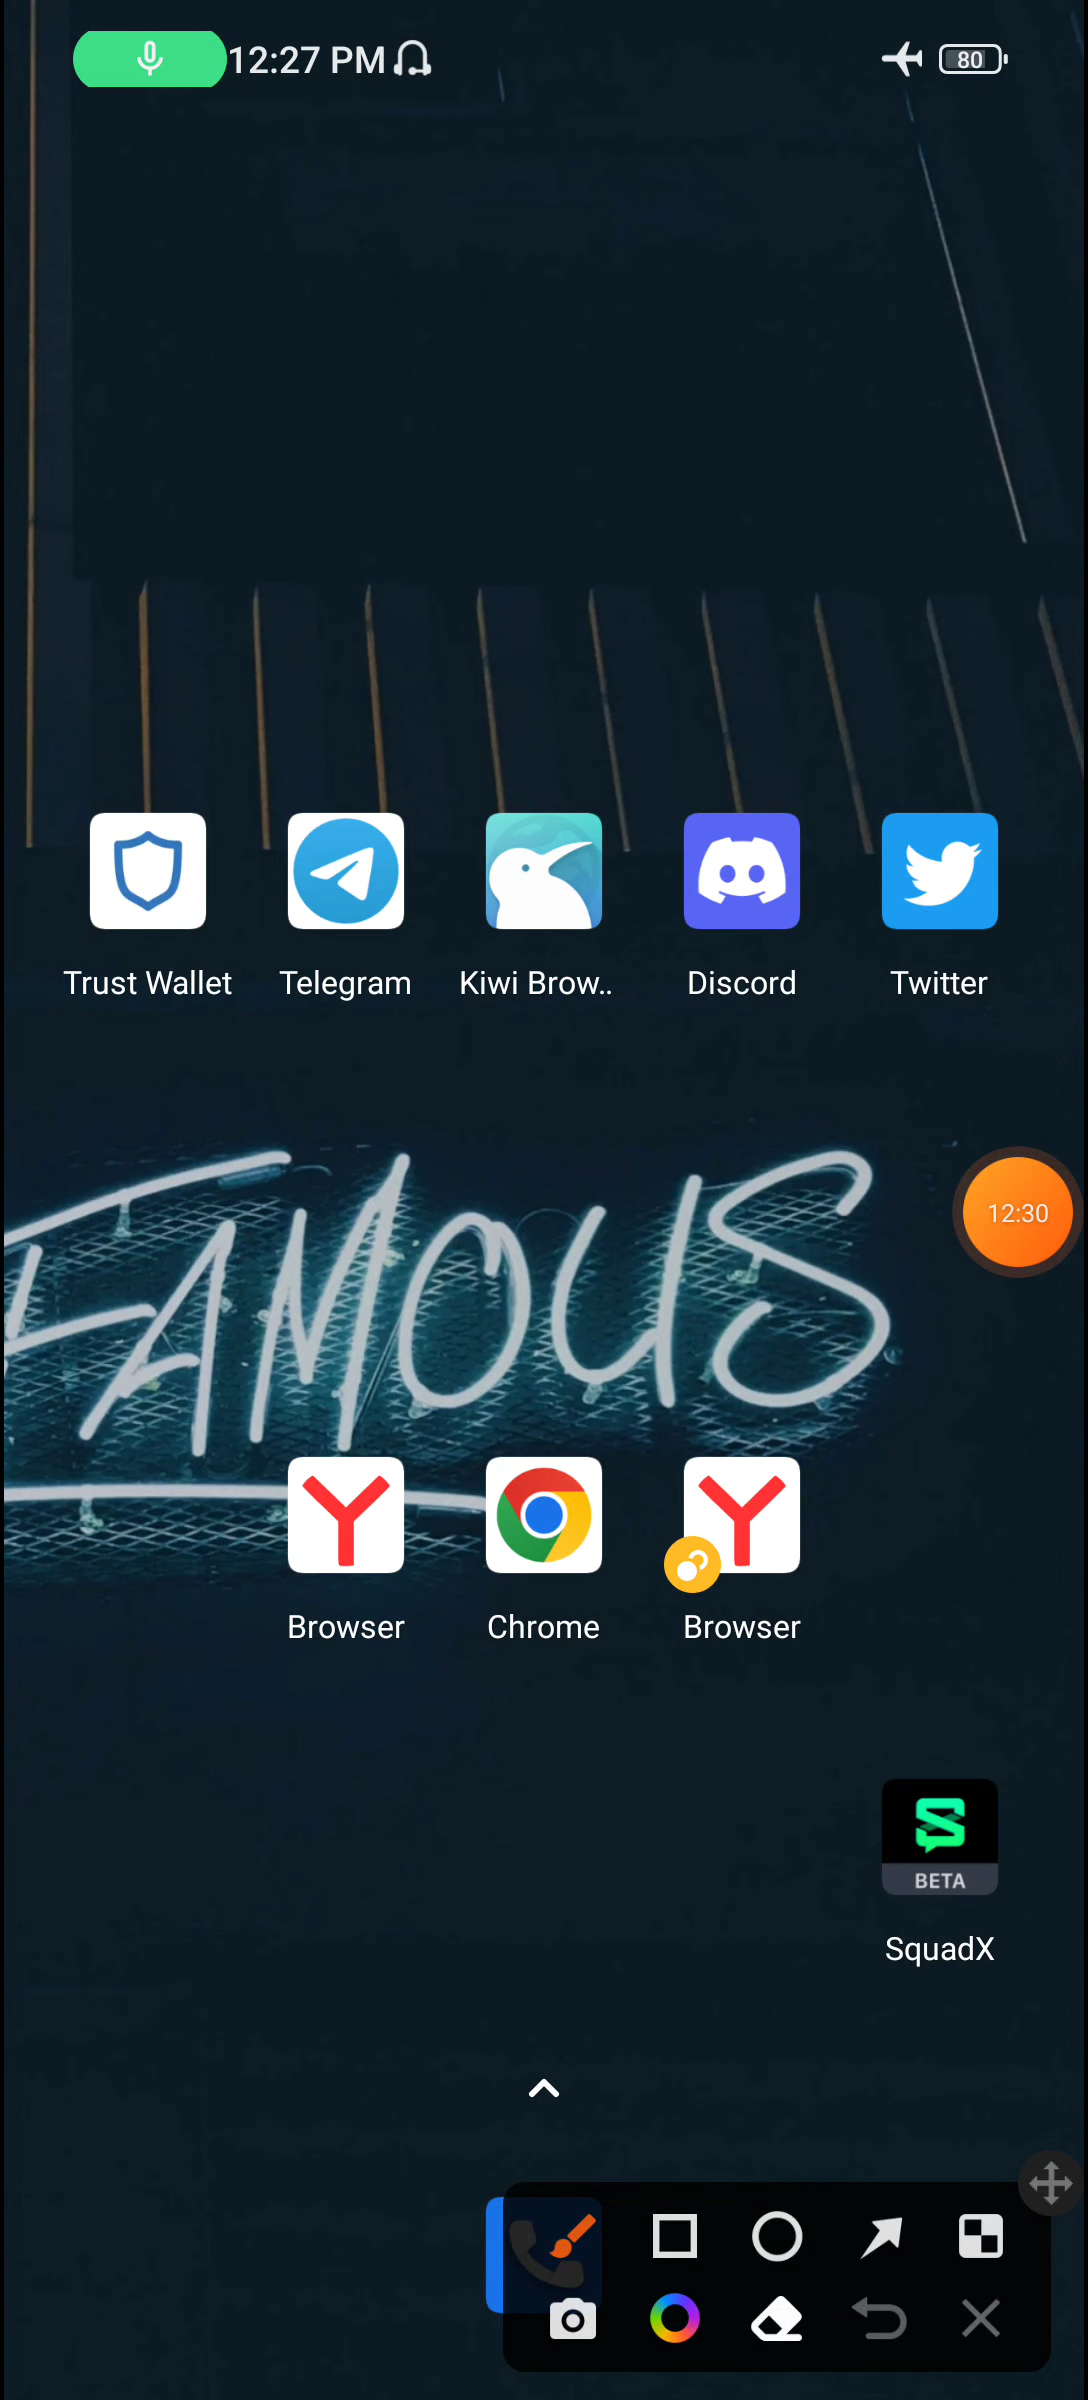 12:27 PM 80
Trust Wallet Telegram Kiwi Brow.. Discord Twitter
FAMOUS
12:30
Browser Chrome Browser
BETA
SquadX